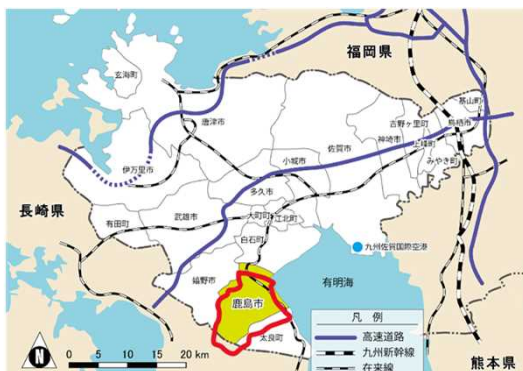 福岡県
玄海町
基山町
唐津市
吉野ヶ里町
鳥栖市
佐賀市
神崎市
上峰町
小城市
みやき町
伊万里市
多久市
長崎県
大町町
江北町
有田町
武雄市
白石町
九州佐賀国際空港
嬉野市
有明海
鹿島市
凡 例
太良町
高速道路
九州新幹線
在来線
熊本県
N
0 5 10 15 20 km